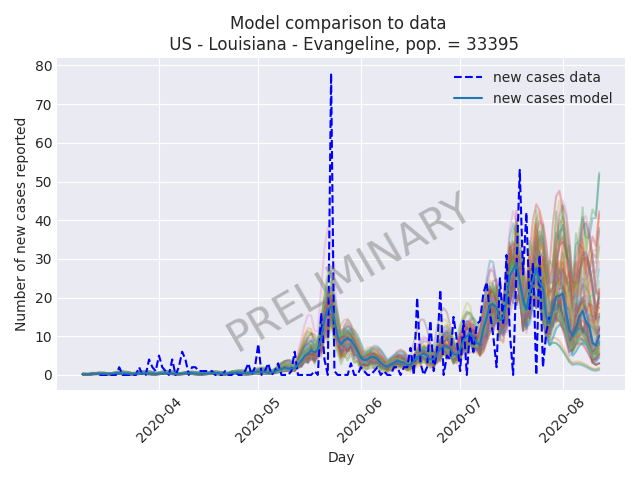 Model comparison to data
US - Louisiana - Evangeline, pop. = 33395
80
70
60
50
40
30
20
10
0
Number of new cases reported
new cases data
new cases model
PRELIMINARY
2020-04
2020-05
2020-06
2020-07
2020-08
Day